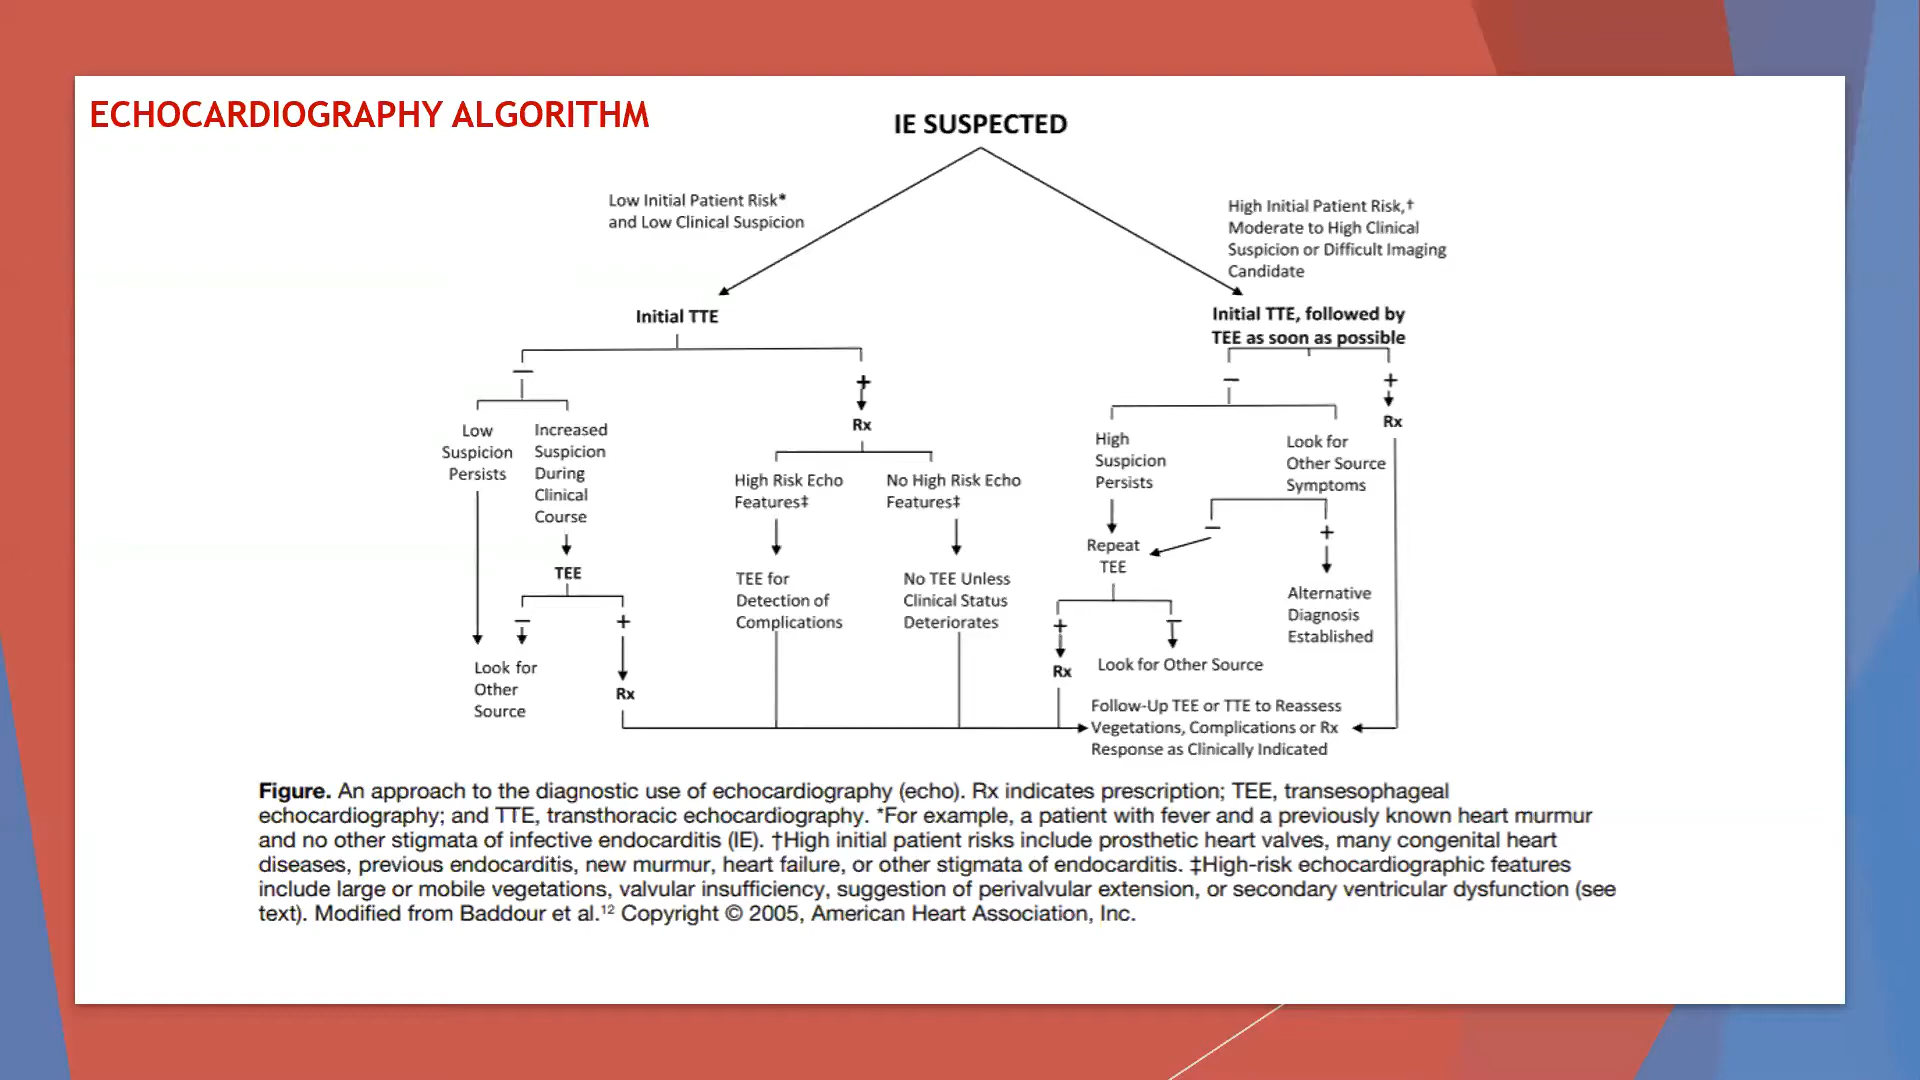 ECHOCARDIOGRAPHY ALGORITHM
IE SUSPECTED
Low Initial Patient Risk*
and Low Clinical Suspicion
High Initial Patient Risk,†
Moderate to High Clinical
Suspicion or Difficult Imaging
Candidate
Initial TTE
Initial TTE, followed by
TEE as soon as possible
−
+
Rx
Low
Suspicion
Persists
Increased
Suspicion
During
Clinical
Course
TEE
−
+
Look for
Other
Source
Rx
High Risk Echo
Features‡
No High Risk Echo
Features‡
TEE for
Detection of
Complications
No TEE Unless
Clinical Status
Deteriorates
−
+
Rx
High
Suspicion
Persists
Look for
Other Source
Symptoms
−
+
Repeat
TEE
Alternative
Diagnosis
Established
+
−
Rx
Look for Other Source
Follow-Up TEE or TTE to Reassess
Vegetations, Complications or Rx
Response as Clinically Indicated
Figure. An approach to the diagnostic use of echocardiography (echo). Rx indicates prescription; TEE, transesophageal
echocardiography; and TTE, transthoracic echocardiography. *For example, a patient with fever and a previously known heart murmur
and no other stigmata of infective endocarditis (IE). †High initial patient risks include prosthetic heart valves, many congenital heart
diseases, previous endocarditis, new murmur, heart failure, or other stigmata of endocarditis. ‡High-risk echocardiographic features
include large or mobile vegetations, valvular insufficiency, suggestion of perivalvular extension, or secondary ventricular dysfunction (see
text). Modified from Baddour et al.¹² Copyright © 2005, American Heart Association, Inc.